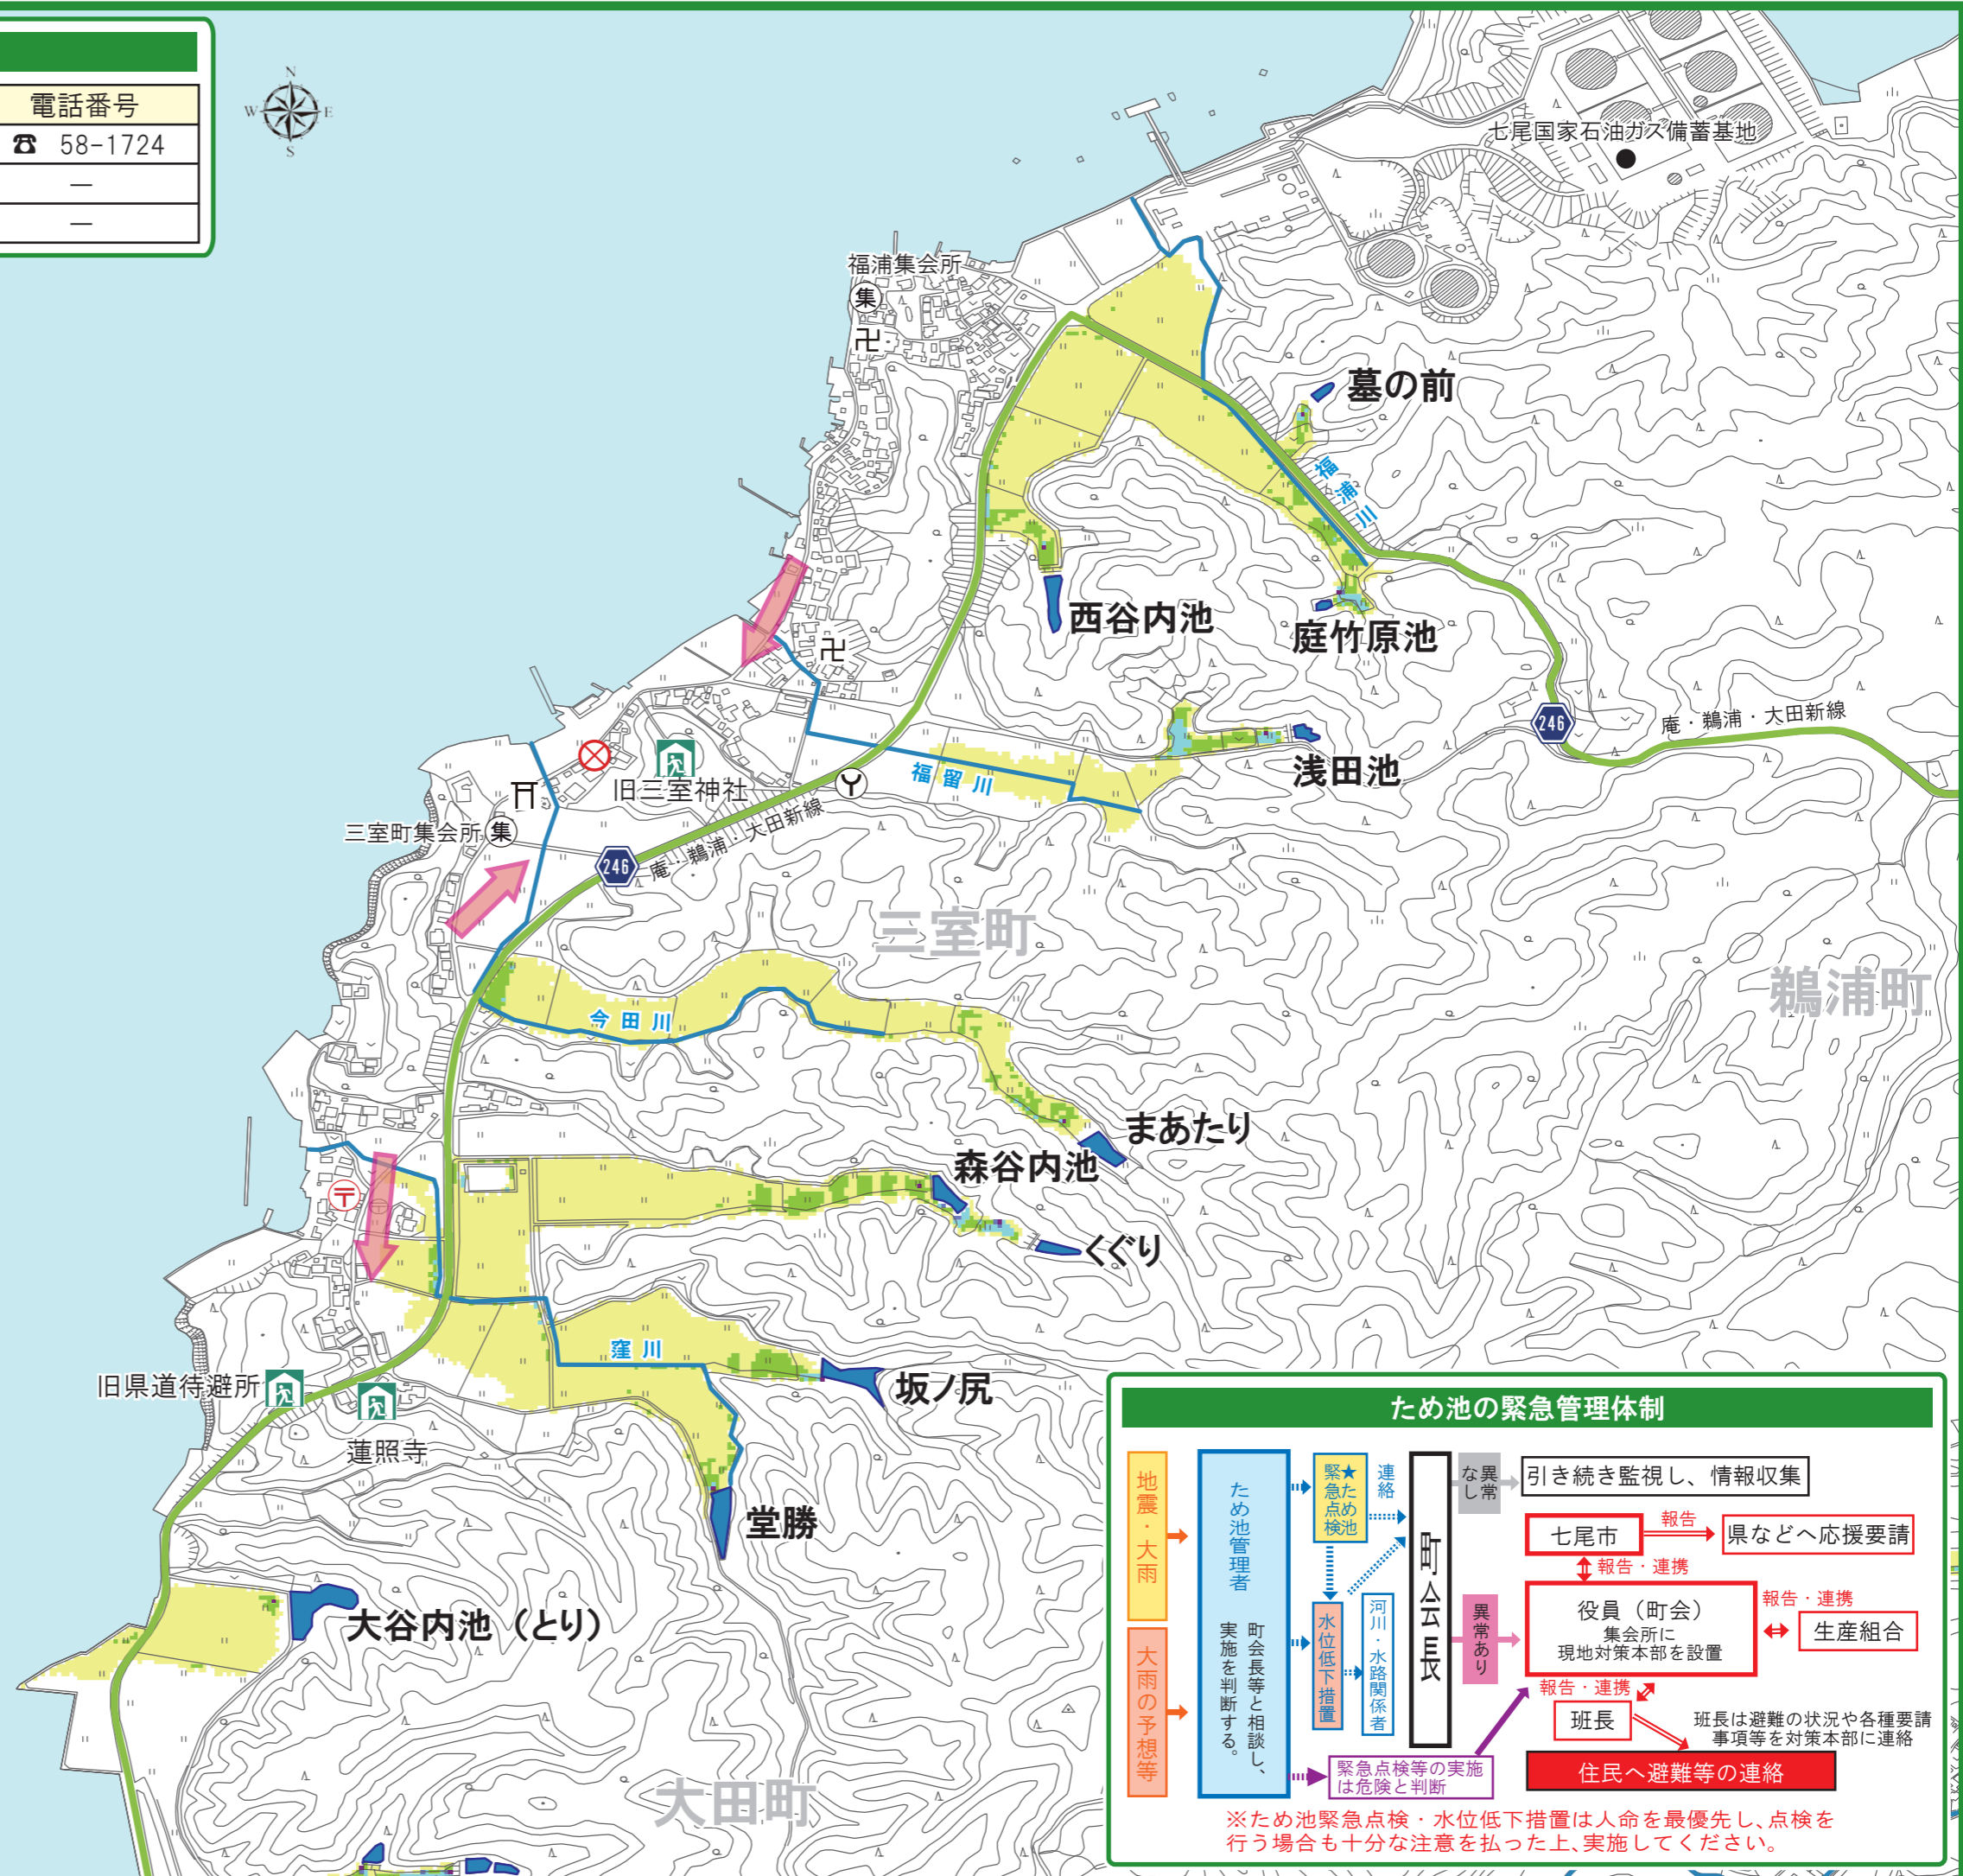 電話番号
☎ 58-1724
—
—
N
W E
S
七尾国家石油ガス備蓄基地
福浦集会所
集
卍
墓の前
福浦川
西谷内池
庭竹原池
卍
246
庵・鵜浦・大田新線
浅田池
福留川
旧三室神社
三室町集会所
集
246
庵・鵜浦・大田新線
三室町
鵜浦町
今田川
まあたり
森谷内池
〒
くぐり
窪川
坂ノ尻
旧県道待避所
蓮照寺
堂勝
大谷内池（とり）
大田町
ため池の緊急管理体制
地震・大雨
大雨の予想等
ため池管理者
町会長等と相談し、
実施を判断する。
★ため池
緊急点検
連絡
水位低下措置
河川・水路関係者
町会長
異常
なし
引き続き監視し、情報収集
七尾市
報告
県などへ応援要請
報告・連携
異常あり
役員（町会）
集会所に
現地対策本部を設置
報告・連携
生産組合
報告・連携
班長
班長は避難の状況や各種要請
事項等を対策本部に連絡
住民へ避難等の連絡
緊急点検等の実施
は危険と判断
※ため池緊急点検・水位低下措置は人命を最優先し、点検を
行う場合も十分な注意を払った上、実施してください。